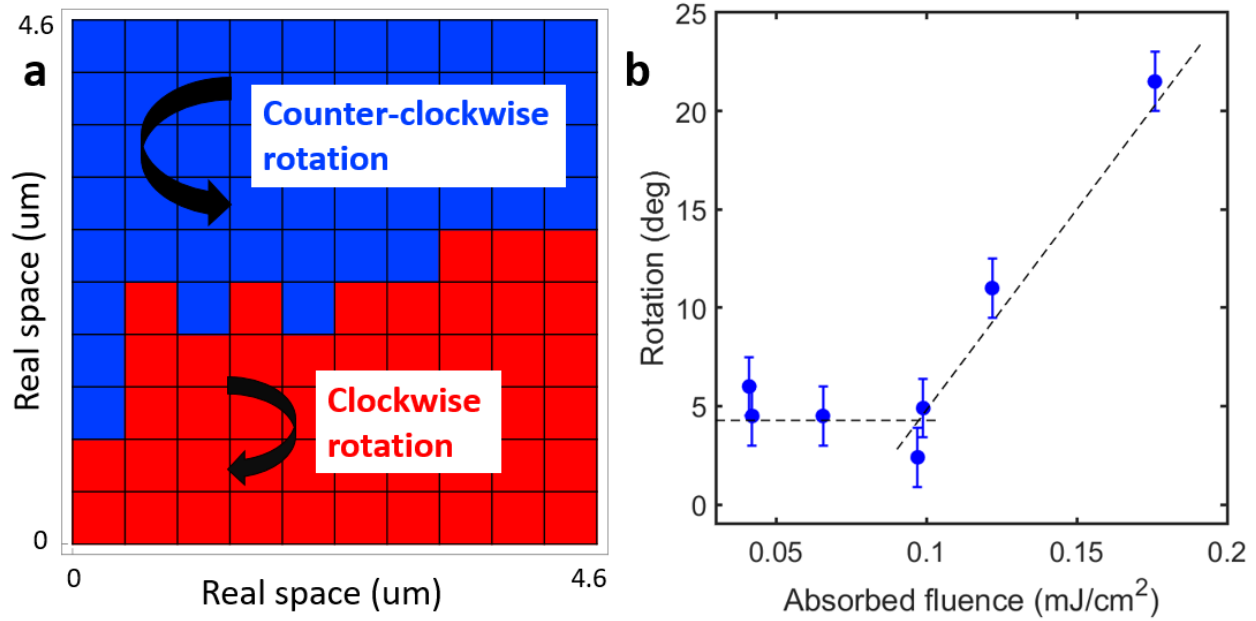 a
4.6
Real space (um)
0
Counter-clockwise
rotation
Clockwise
rotation
0
4.6
Real space (um)
b
Rotation (deg)
25
20
15
10
5
0
0.05
0.1
0.15
0.2
Absorbed fluence (mJ/cm²)